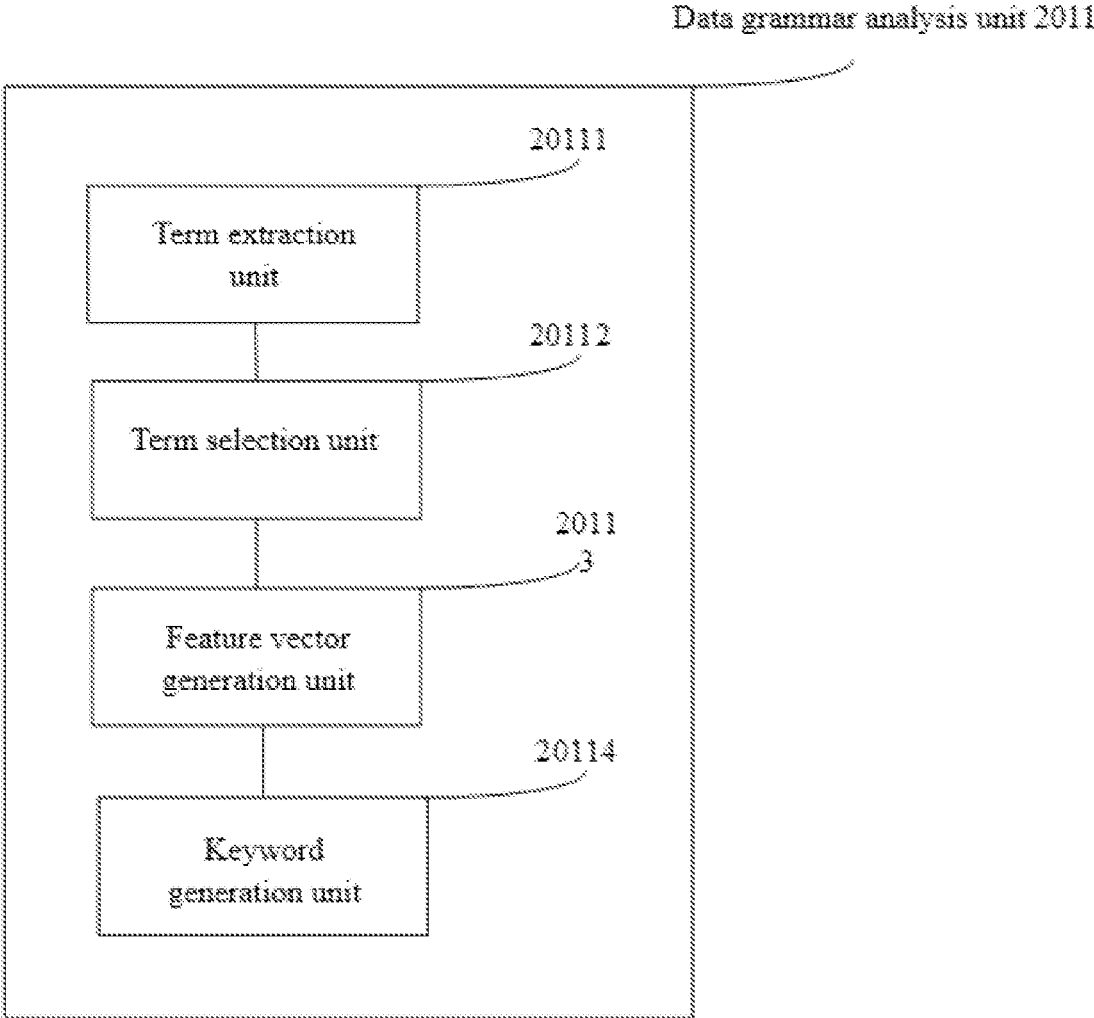 Data grammar analysis unit 2011
20111
Term extraction
unit
20112
Term selection unit
2011
3
Feature vector
generation unit
20114
Keyword
generation unit